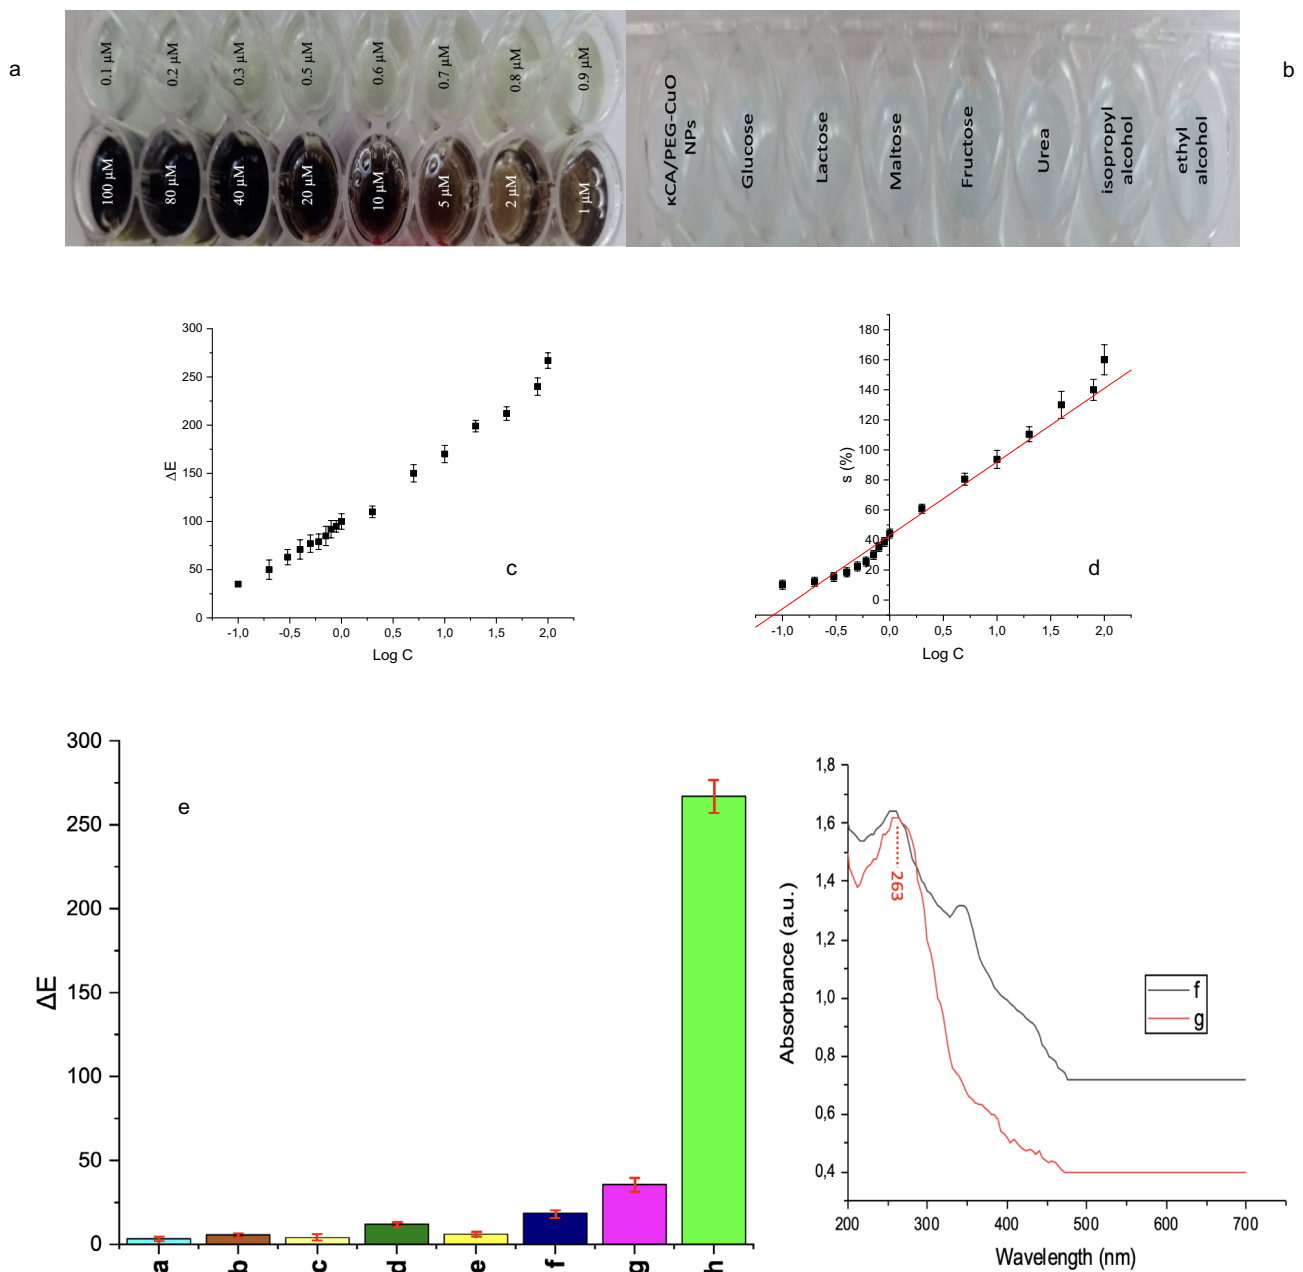 a
0.1 µM
0.2 µM
0.3 µM
0.5 µM
0.6 µM
0.7 µM
0.8 µM
0.9 µM
100 µM
80 µM
40 µM
20 µM
10 µM
5 µM
2 µM
1 µM
b
κCA/PEG-CuO
NPs
Glucose
Lactose
Maltose
Fructose
Urea
isopropyl
alcohol
ethyl
alcohol
300
250
200
150
100
50
0
ΔE
-1,0
-0,5
0,0
0,5
1,0
1,5
2,0
Log C
c
180
160
140
120
100
80
60
40
20
0
s (%)
-1,0
-0,5
0,0
0,5
1,0
1,5
2,0
Log C
d
300
250
200
150
100
50
0
ΔE
e
a
b
c
d
e
f
g
h
1,8
1,6
1,4
1,2
1,0
0,8
0,6
0,4
Absorbance (a.u.)
263
f
g
200
300
400
500
600
700
Wavelength (nm)